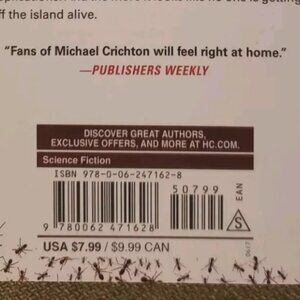 ff the island alive.
“Fans of Michael Crichton will feel right at home.”
—PUBLISHERS WEEKLY
DISCOVER GREAT AUTHORS,
EXCLUSIVE OFFERS, AND MORE AT HC.COM.
Science Fiction
ISBN 978-0-06-247162-8
50799
EAN
S
9 780062 471628
0617
USA $7.99 / $9.99 CAN